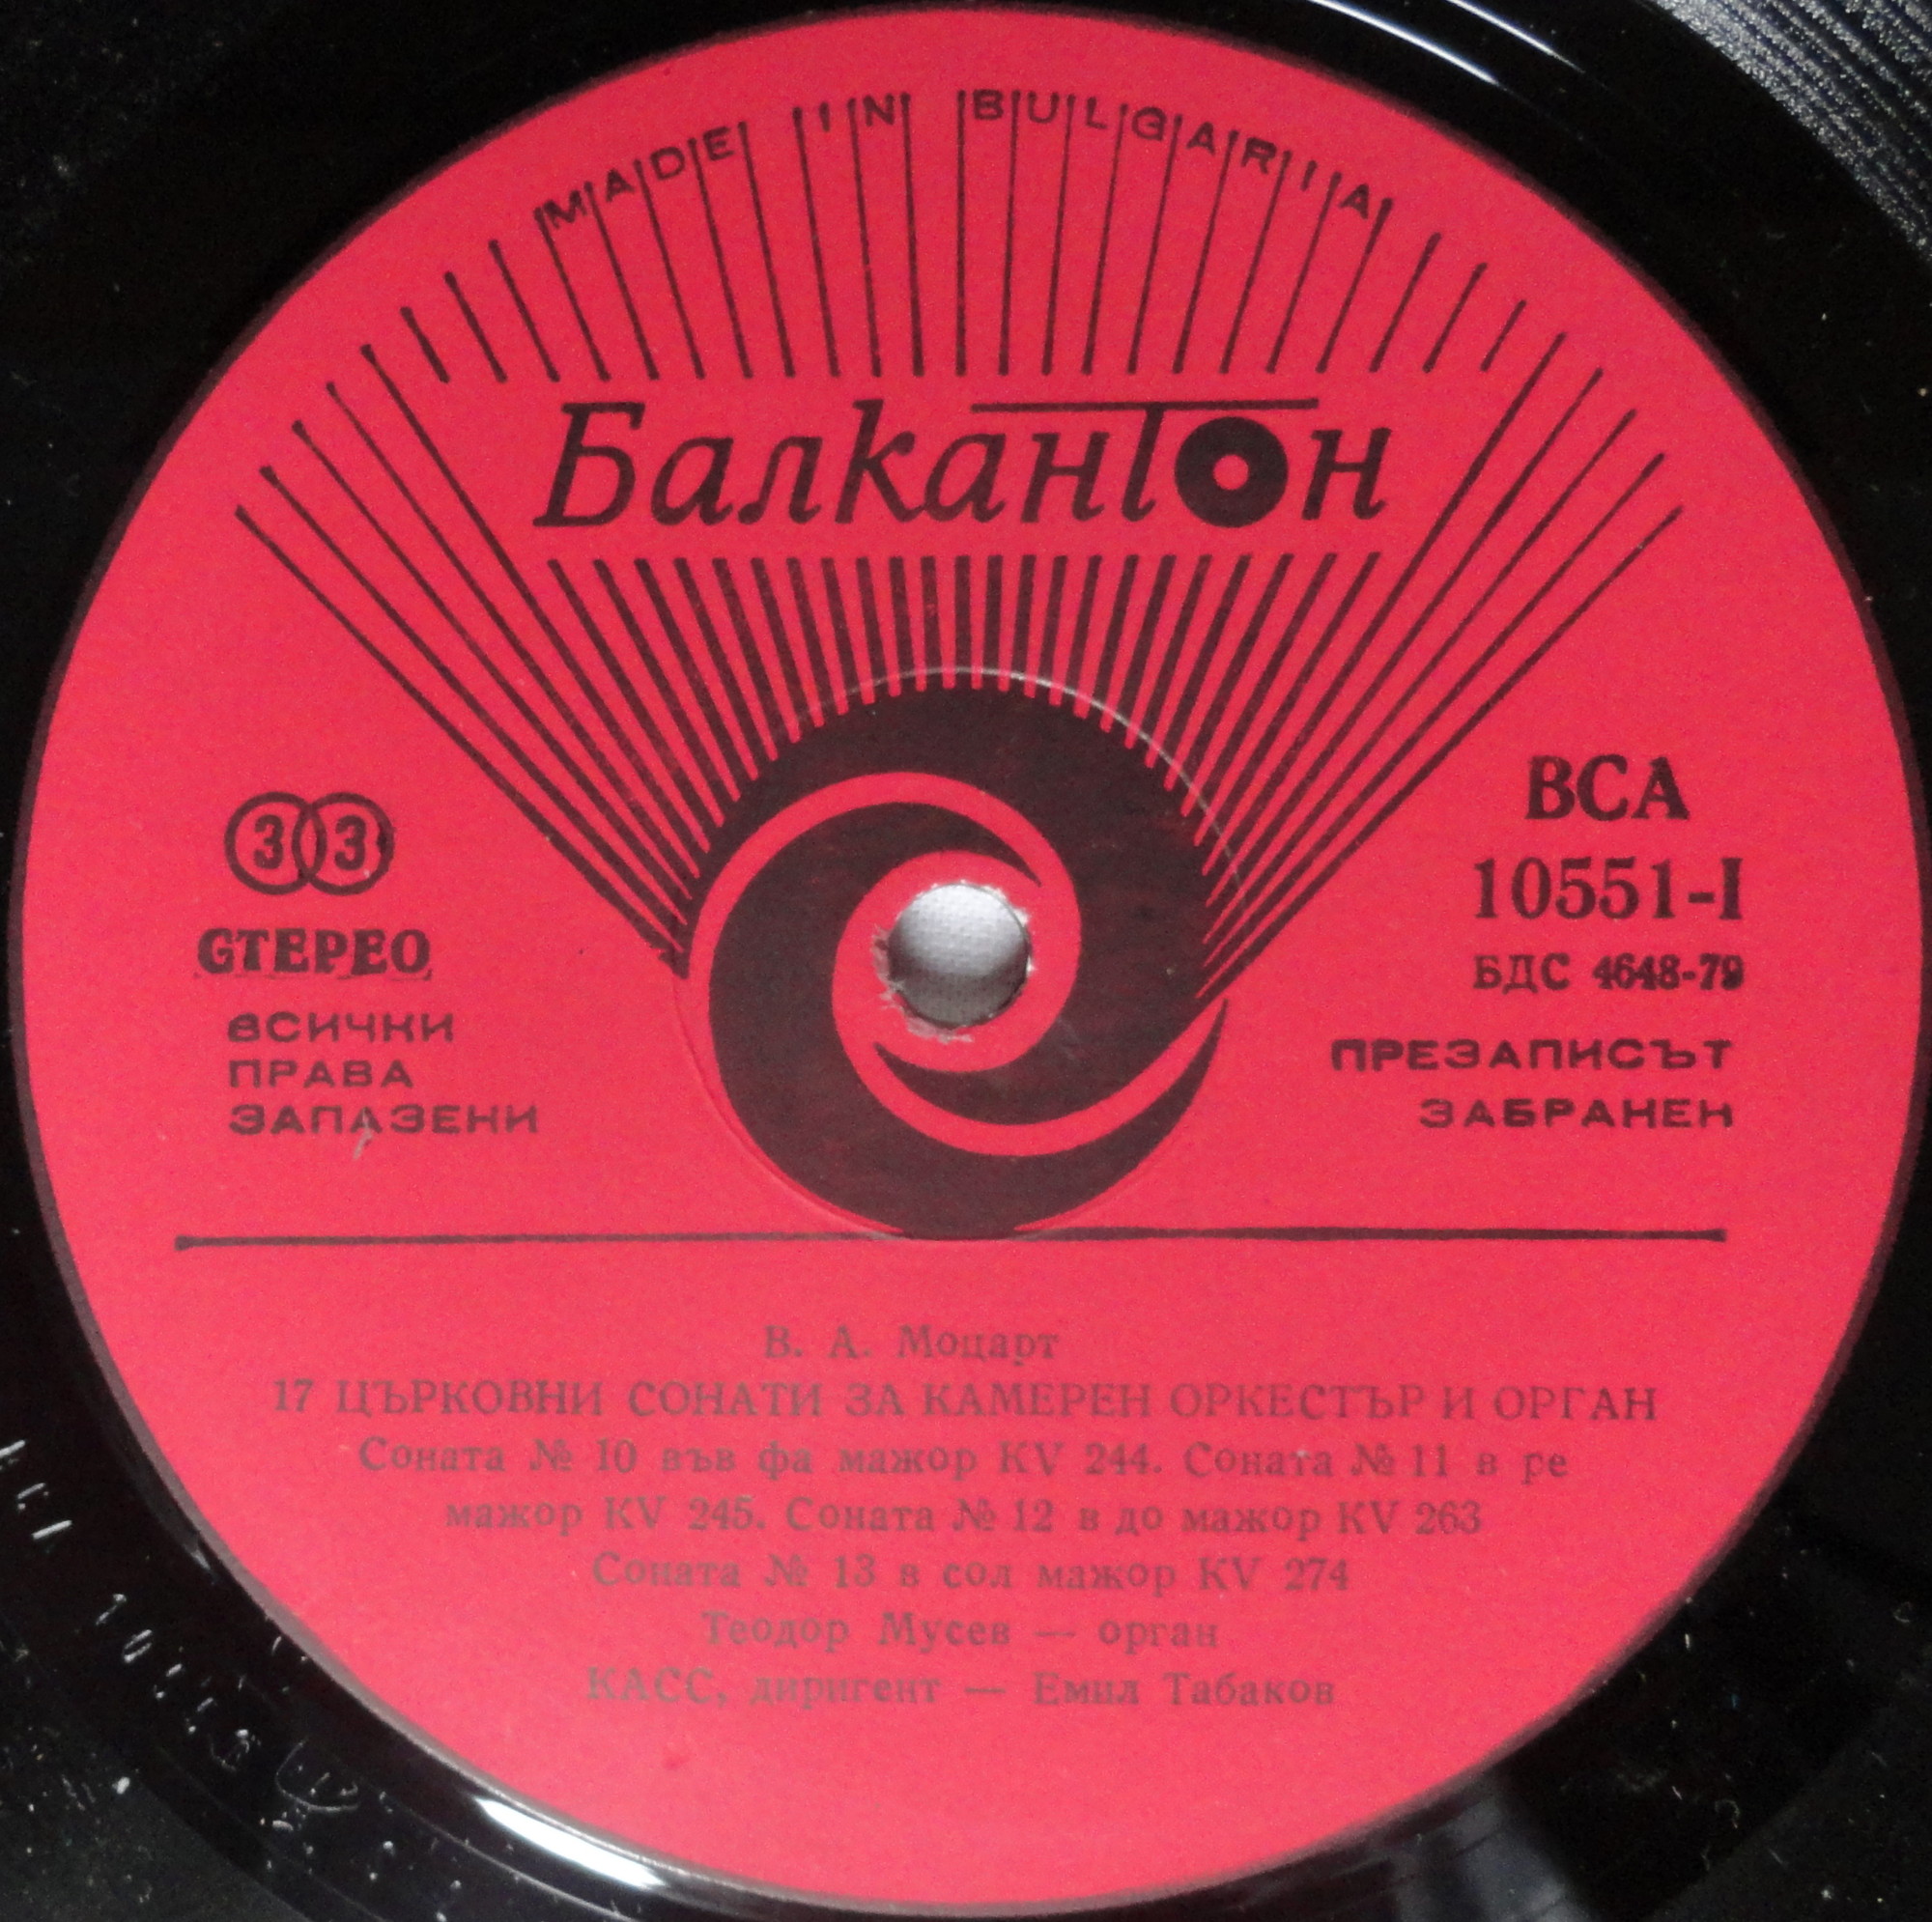 MADE IN BULGARIA
Балкантон
33
СТЕРЕО
ВСИЧКИ
ПРАВА
ЗАПАЗЕНИ
ВСА
10551-I
БДС 4648-79
ПРЕЗАПИСЪТ
ЗАБРАНЕН
В. А. Моцарт
17 ЦЪРКОВНИ СОНАТИ ЗА КАМЕРЕН ОРКЕСТЪР И ОРГАН
Соната № 10 във фа мажор KV 244. Соната № 11 в ре
мажор KV 245. Соната № 12 в до мажор KV 263
Соната № 13 в сол мажор KV 274
Теодор Мусев — орган
КАСС, диригент — Емил Табаков